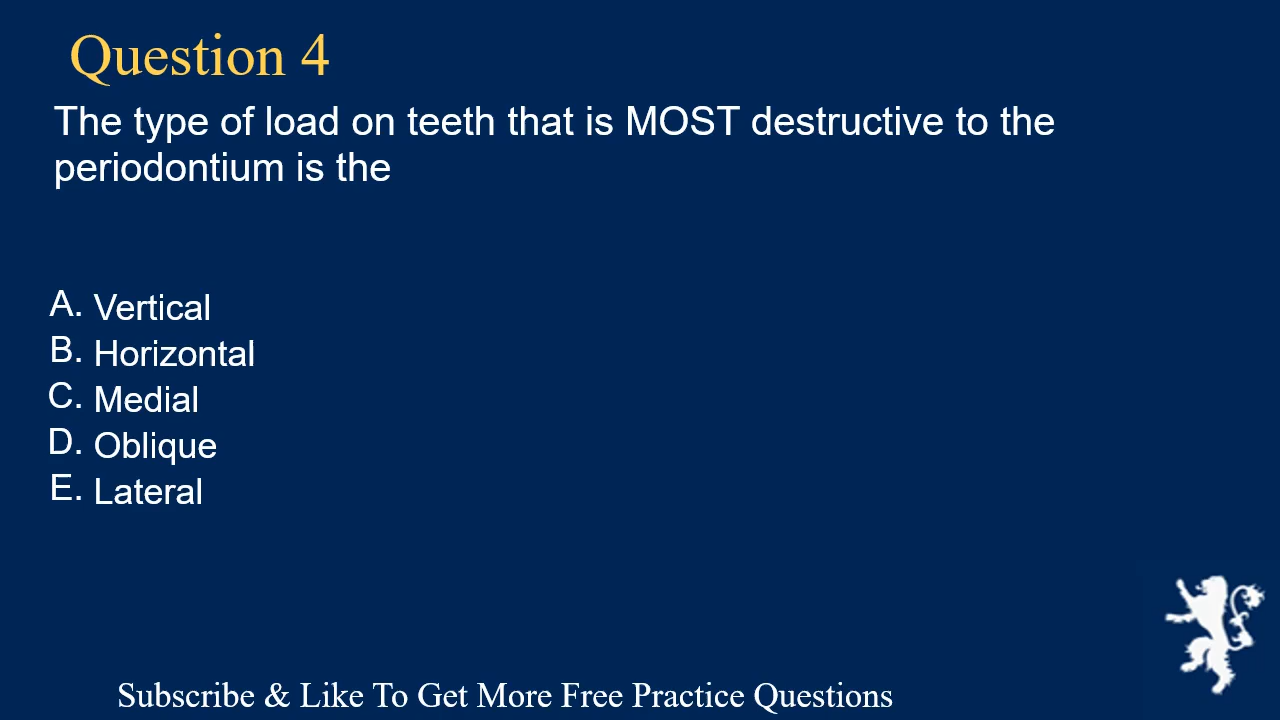 Question 4
The type of load on teeth that is MOST destructive to the
periodontium is the
A. Vertical
B. Horizontal
C. Medial
D. Oblique
E. Lateral
Subscribe & Like To Get More Free Practice Questions